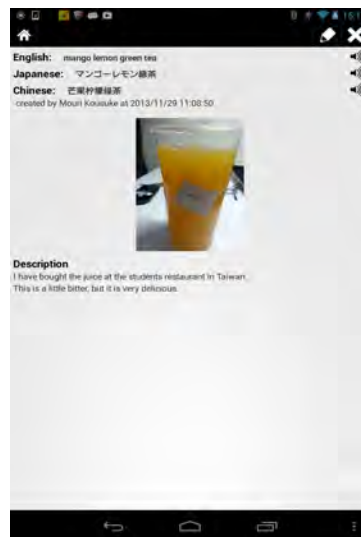 English: mango lemon green tea
Japanese: マンゴーレモン緑茶
Chinese: 芒果柠檬绿茶
created by Mouri Kousuke at 2013/11/29 11:08:50
Description
I have bought the juice at the students restaurant in Taiwan.
This is a little bitter, but it is very delicious.